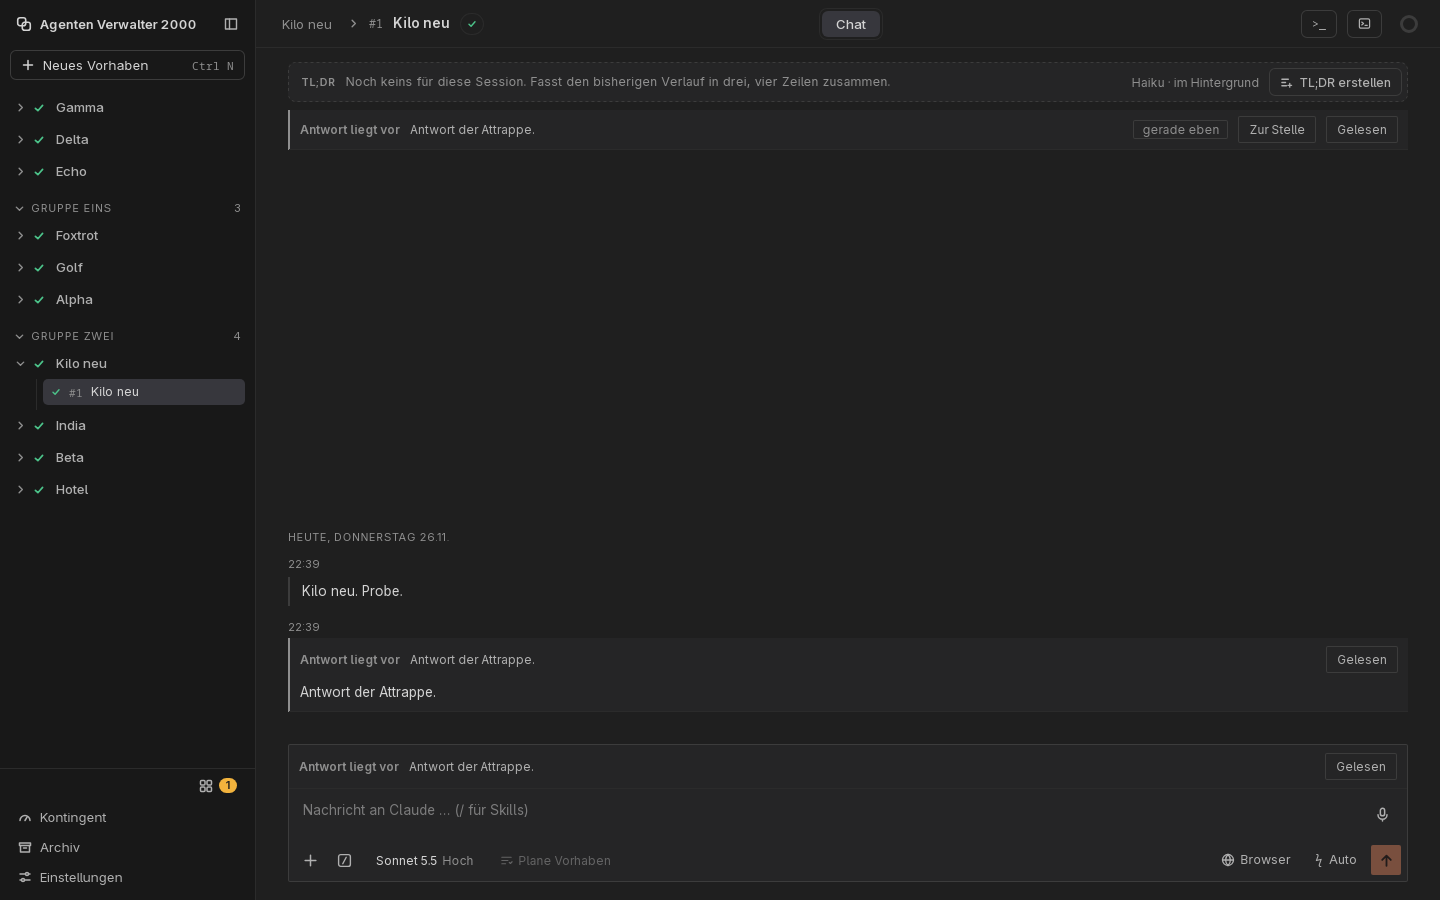 Agenten Verwalter 2000
Neues Vorhaben Ctrl N
Gamma
Delta
Echo
GRUPPE EINS 3
Foxtrot
Golf
Alpha
GRUPPE ZWEI 4
Kilo neu
#1 Kilo neu
India
Beta
Hotel
1
Kontingent
Archiv
Einstellungen
Kilo neu #1 Kilo neu
Chat
>_
TL;DR Noch keins für diese Session. Fasst den bisherigen Verlauf in drei, vier Zeilen zusammen. Haiku · im Hintergrund TL;DR erstellen
Antwort liegt vor Antwort der Attrappe. gerade eben Zur Stelle Gelesen
HEUTE, DONNERSTAG 26.11.
22:39
Kilo neu. Probe.
22:39
Antwort liegt vor Antwort der Attrappe. Gelesen
Antwort der Attrappe.
Antwort liegt vor Antwort der Attrappe. Gelesen
Nachricht an Claude … (/ für Skills)
Sonnet 5.5 Hoch Plane Vorhaben Browser Auto